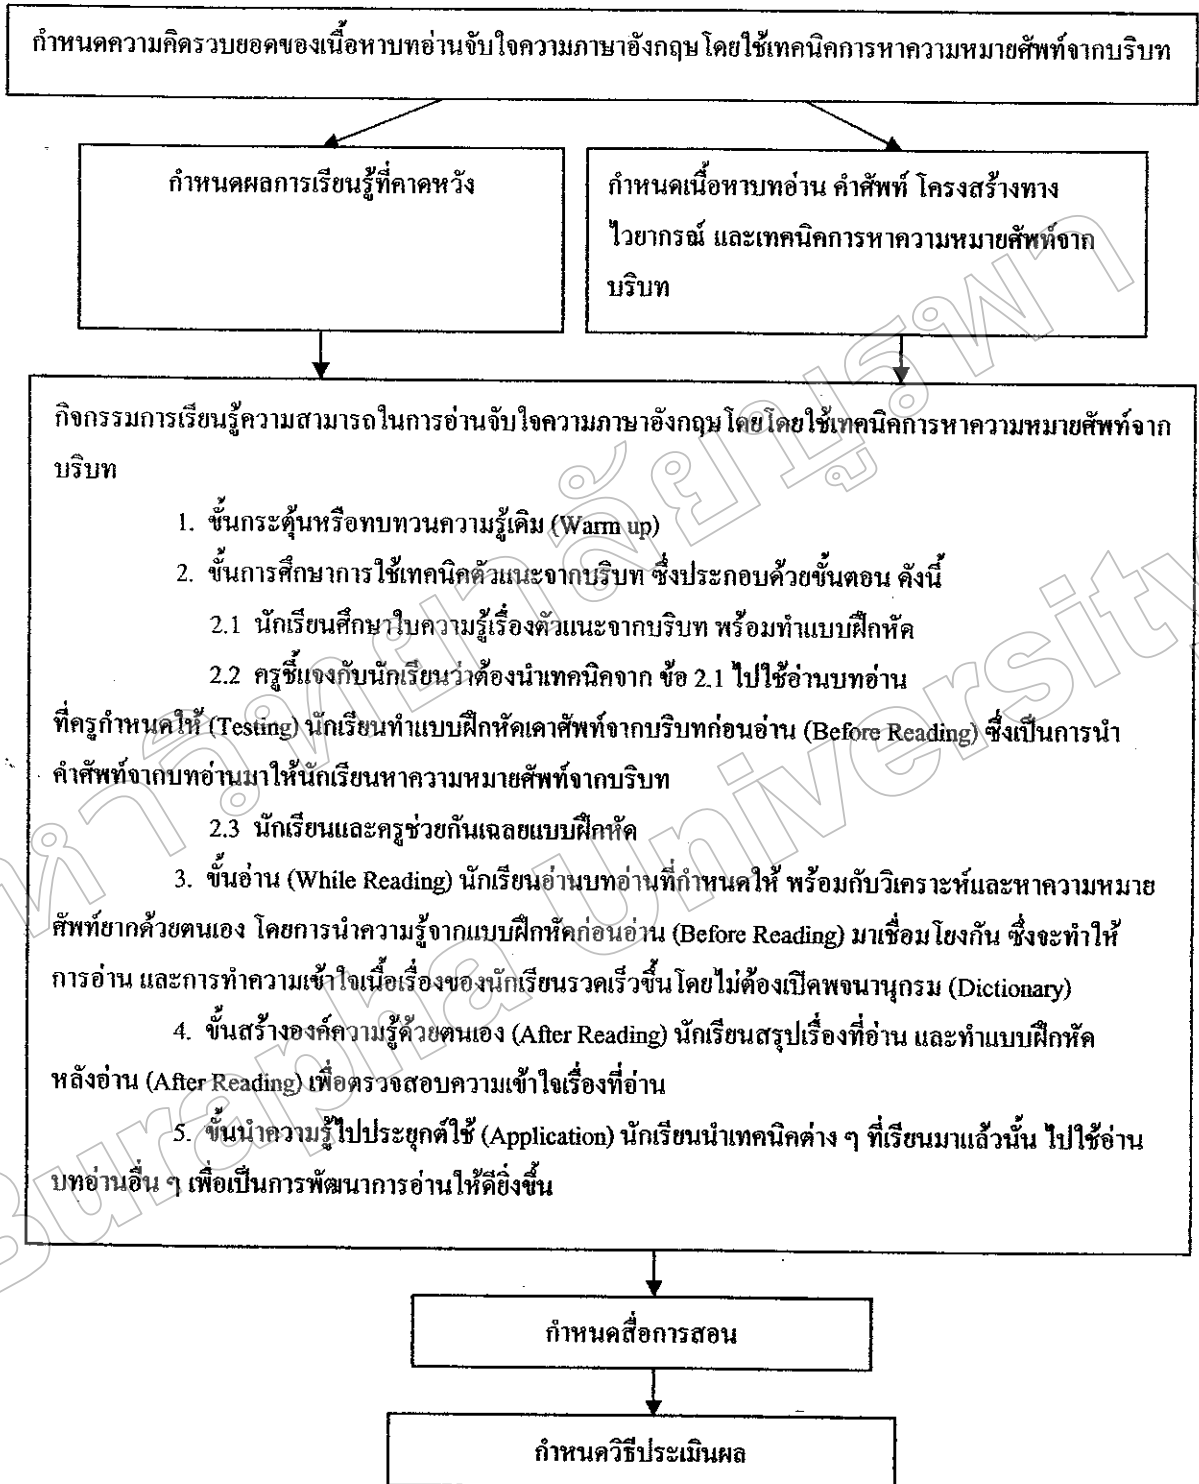 กำหนดความคิดรวบยอดของเนื้อหาบทอ่านจับใจความภาษาอังกฤษโดยใช้เทคนิคการหาความหมายศัพท์จากบริบท
กำหนดผลการเรียนรู้ที่คาดหวัง
กำหนดเนื้อหาบทอ่าน คำศัพท์ โครงสร้างทาง
ไวยากรณ์ และเทคนิคการหาความหมายศัพท์จาก
บริบท
กิจกรรมการเรียนรู้ความสามารถในการอ่านจับใจความภาษาอังกฤษโดยโดยใช้เทคนิคการหาความหมายศัพท์จาก
บริบท
1. ขั้นกระตุ้นหรือทบทวนความรู้เดิม (Warm up)
2. ขั้นการศึกษาการใช้เทคนิคตัวแนะจากบริบท ซึ่งประกอบด้วยขั้นตอน ดังนี้
2.1 นักเรียนศึกษาใบความรู้เรื่องตัวแนะจากบริบท พร้อมทำแบบฝึกหัด
2.2 ครูชี้แจงกับนักเรียนว่าต้องนำเทคนิคจาก ข้อ 2.1 ไปใช้อ่านบทอ่าน
ที่ครูกำหนดให้ (Testing) นักเรียนทำแบบฝึกหัดเดาศัพท์จากบริบทก่อนอ่าน (Before Reading) ซึ่งเป็นการนำ
คำศัพท์จากบทอ่านมาให้นักเรียนหาความหมายศัพท์จากบริบท
2.3 นักเรียนและครูช่วยกันเฉลยแบบฝึกหัด
3. ขั้นอ่าน (While Reading) นักเรียนอ่านบทอ่านที่กำหนดให้ พร้อมกับวิเคราะห์และหาความหมาย
ศัพท์ยากด้วยตนเอง โดยการนำความรู้จากแบบฝึกหัดก่อนอ่าน (Before Reading) มาเชื่อมโยงกัน ซึ่งจะทำให้
การอ่าน และการทำความเข้าใจเนื้อเรื่องของนักเรียนรวดเร็วขึ้นโดยไม่ต้องเปิดพจนานุกรม (Dictionary)
4. ขั้นสร้างองค์ความรู้ด้วยตนเอง (After Reading) นักเรียนสรุปเรื่องที่อ่าน และทำแบบฝึกหัด
หลังอ่าน (After Reading) เพื่อตรวจสอบความเข้าใจเรื่องที่อ่าน
5. ขั้นนำความรู้ไปประยุกต์ใช้ (Application) นักเรียนนำเทคนิคต่าง ๆ ที่เรียนมาแล้วนั้น ไปใช้อ่าน
บทอ่านอื่น ๆ เพื่อเป็นการพัฒนาการอ่านให้ดียิ่งขึ้น
กำหนดสื่อการสอน
กำหนดวิธีประเมินผล
มหาวิทยาลัยบูรพา
Burapha University